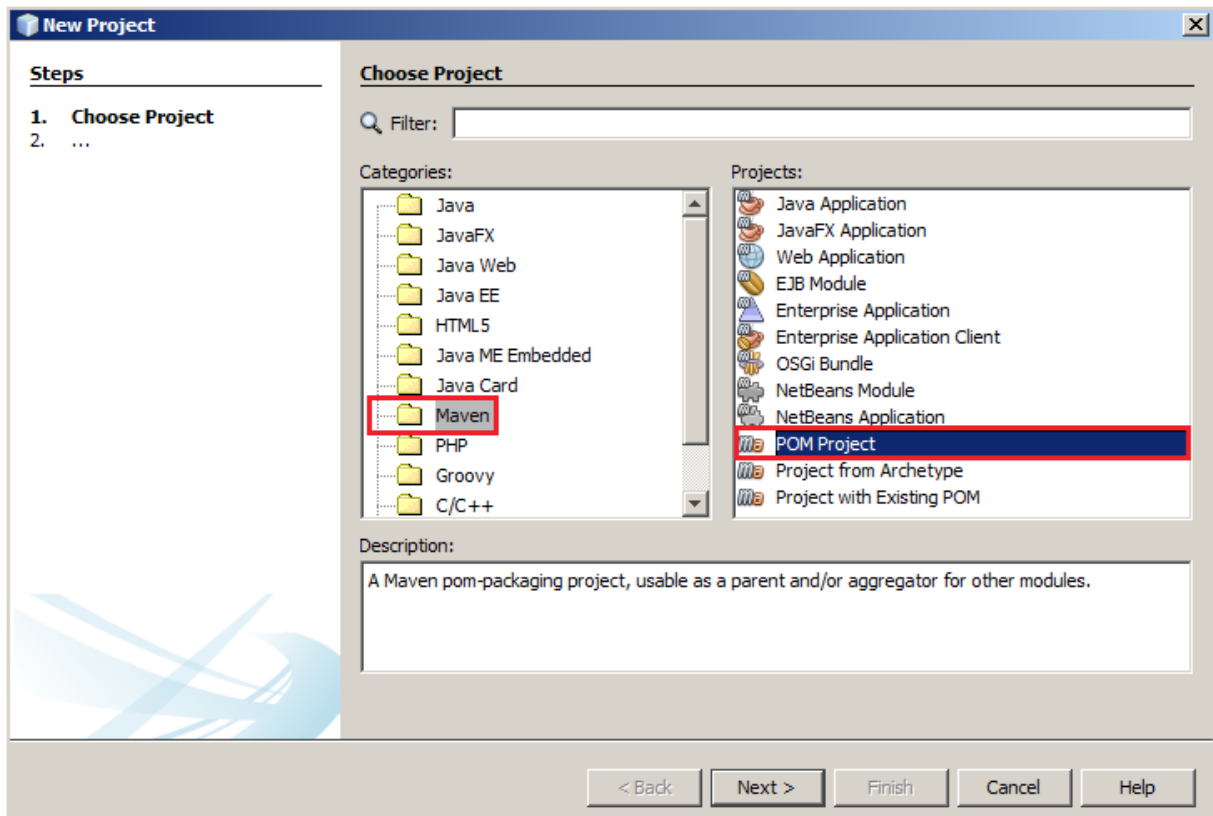 New Project
Steps
1. Choose Project
2. ...
Choose Project
Filter:
Categories:
Java
JavaFX
Java Web
Java EE
HTML5
Java ME Embedded
Java Card
Maven
PHP
Groovy
C/C++
Projects:
Java Application
JavaFX Application
Web Application
EJB Module
Enterprise Application
Enterprise Application Client
OSGi Bundle
NetBeans Module
NetBeans Application
POM Project
Project from Archetype
Project with Existing POM
Description:
A Maven pom-packaging project, usable as a parent and/or aggregator for other modules.
< Back
Next >
Finish
Cancel
Help